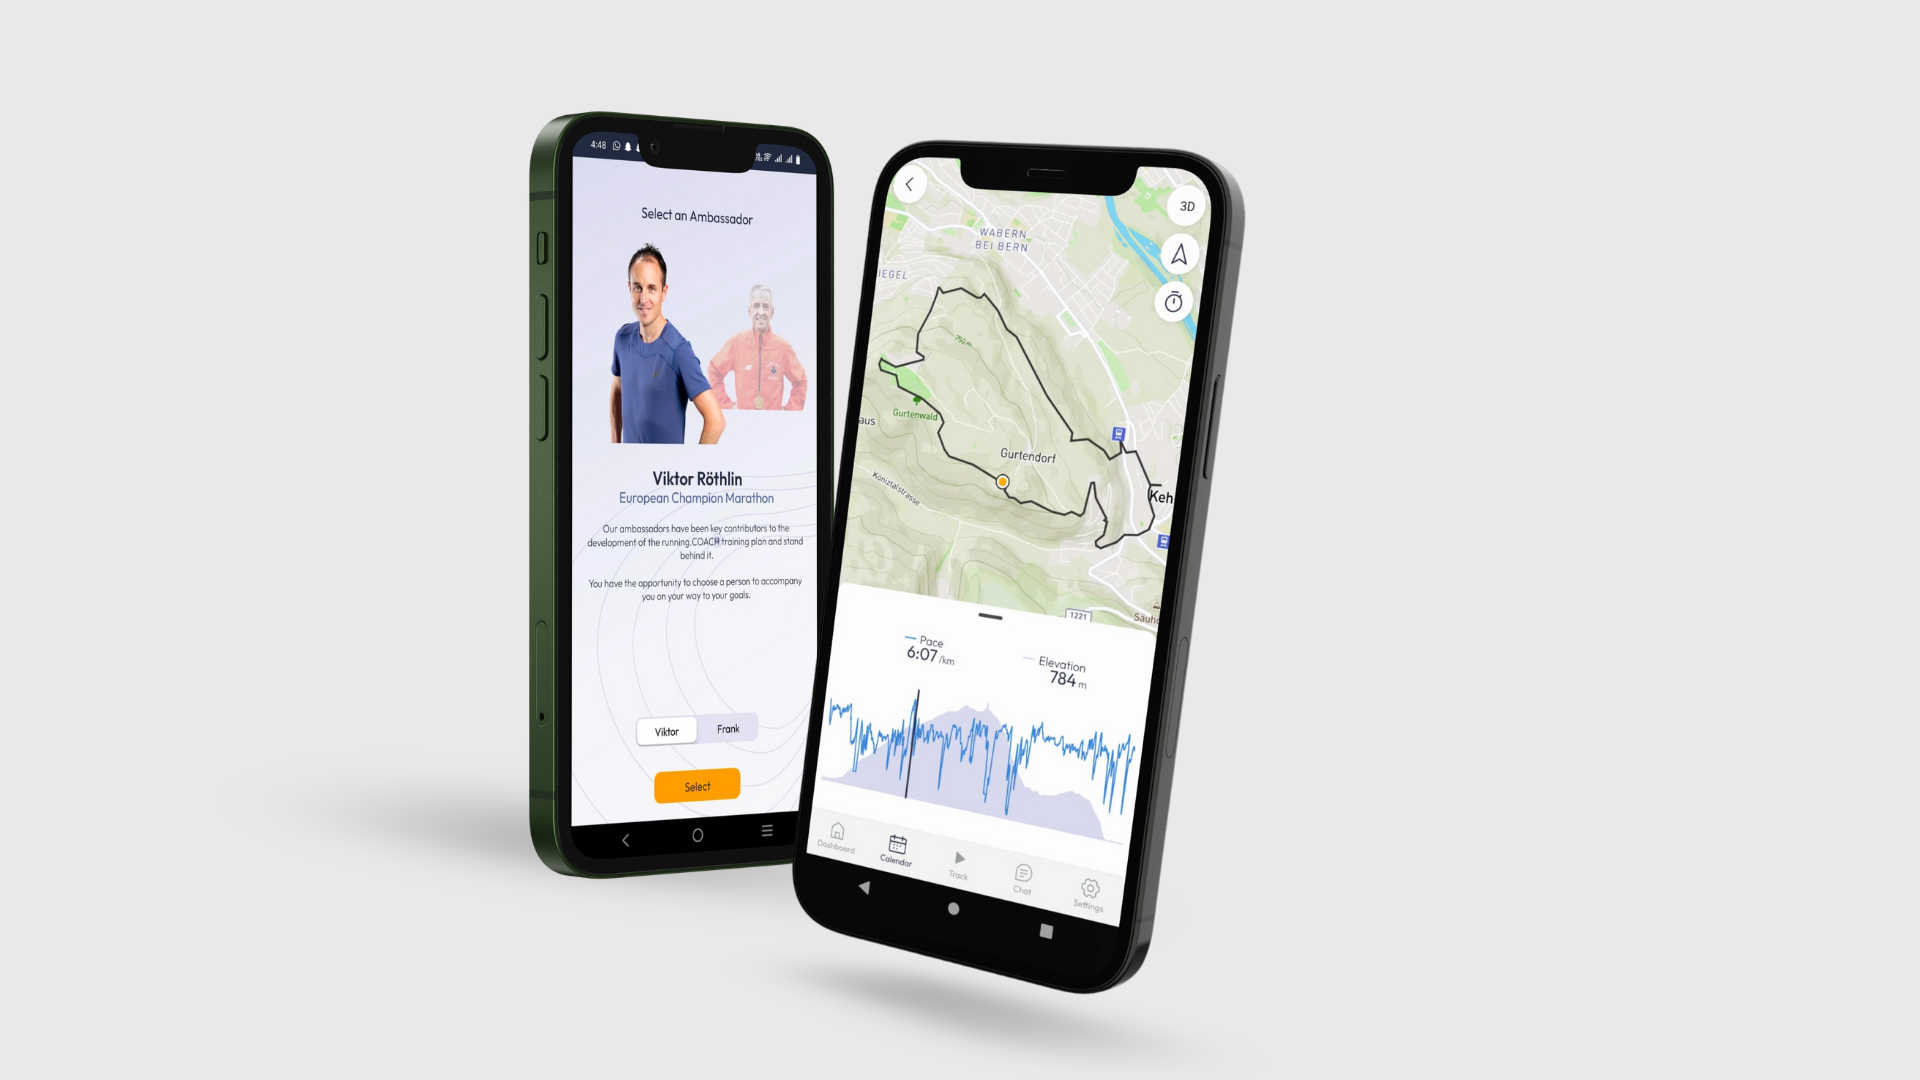 4:48
Select an Ambassador
Viktor Röthlin
European Champion Marathon
Our ambassadors have been key contributors to the
development of the running.COACH training plan and stand
behind it.
You have the opportunity to choose a person to accompany
you on your way to your goals.
Viktor
Frank
Select
3D
WABERN
BEI BERN
IEGEL
750 m
Gurtenwald
aus
Gurtendorf
Köniztalstrasse
Keh
1221
Säuho
Pace
6:07 /km
Elevation
784 m
Dashboard
Calendar
Track
Chat
Settings